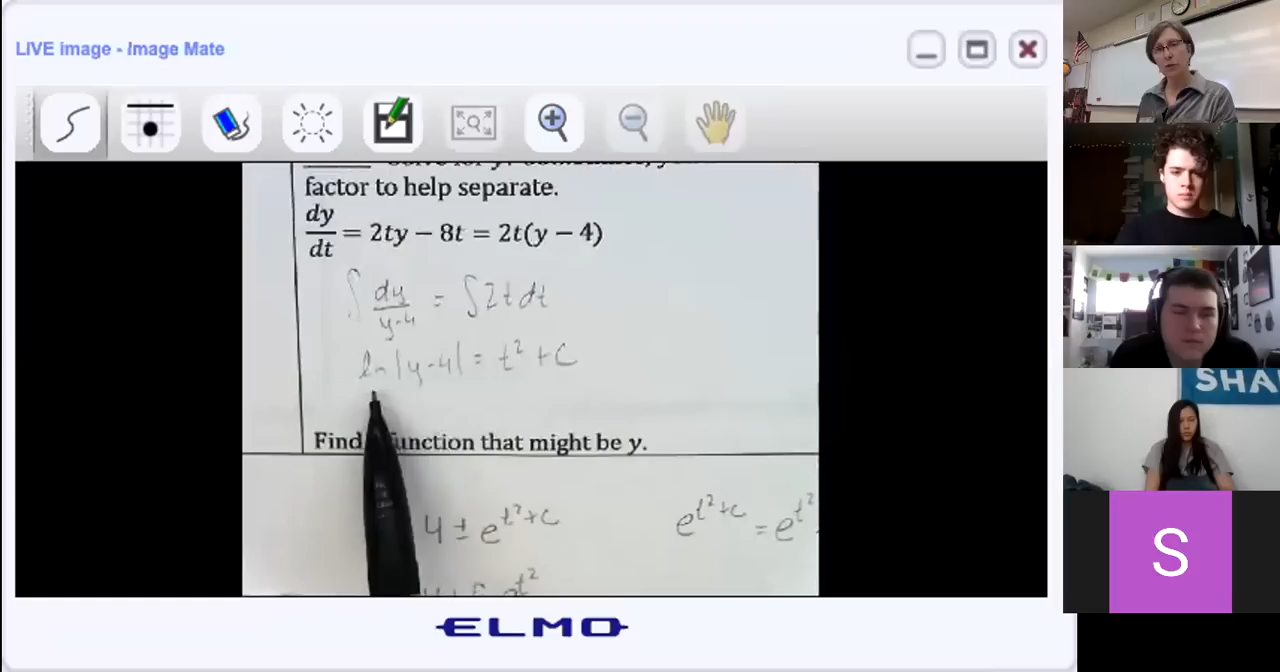 LIVE image - Image Mate
factor to help separate.
dy/dt = 2ty − 8t = 2t(y − 4)
∫ dy/y-4 = ∫ 2t dt
ln|y-4| = t² + C
Find function that might be y.
4 ± e^t²+C
e^t²+C = e^t²
e^t²
ELMO
SHA
S